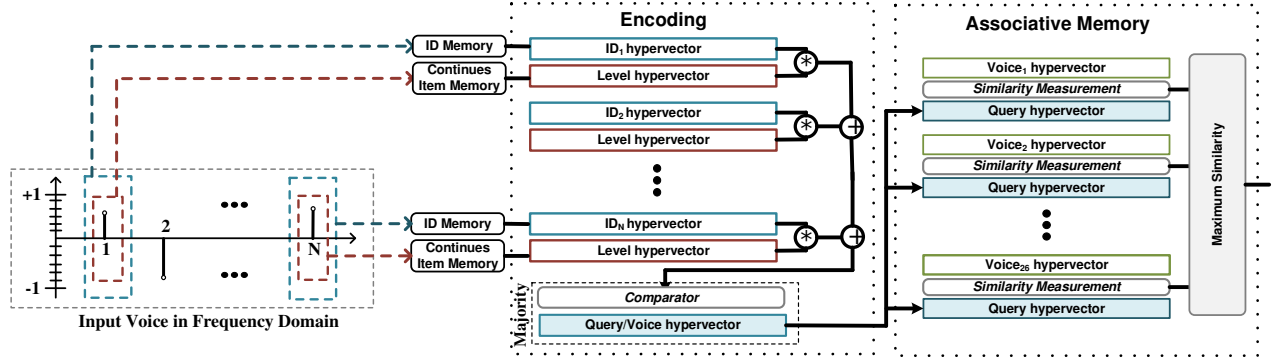 Encoding
Associative Memory
ID Memory
ID1 hypervector
Continues
Item Memory
Level hypervector
*
ID2 hypervector
Level hypervector
*
+
+1
-1
1
2
•••
•••
N
Input Voice in Frequency Domain
ID Memory
IDN hypervector
Continues
Item Memory
Level hypervector
*
+
Majority
Comparator
Query/Voice hypervector
Voice1 hypervector
Similarity Measurement
Query hypervector
Voice2 hypervector
Similarity Measurement
Query hypervector
Voice26 hypervector
Similarity Measurement
Query hypervector
Maximum Similarity